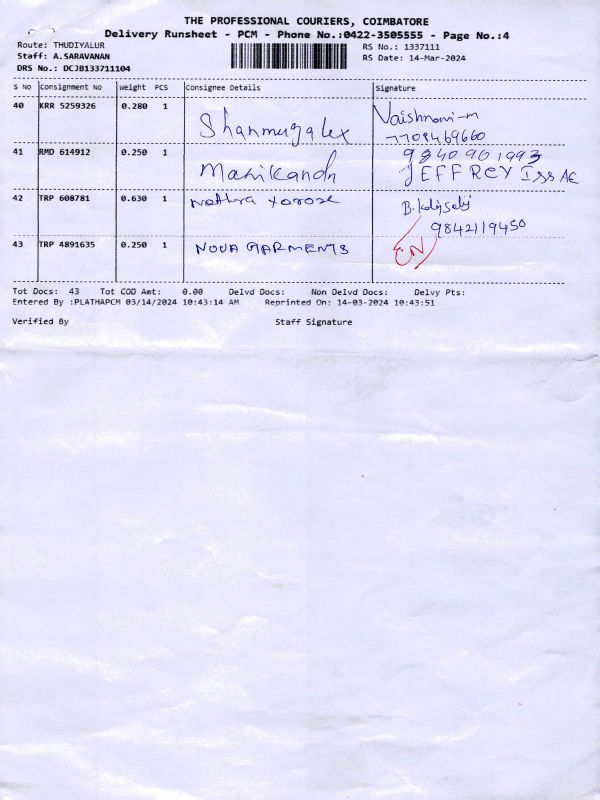 THE PROFESSIONAL COURIERS, COIMBATORE
Delivery Runsheet - PCM - Phone No.:0422-3505555 - Page No.:4
Route: THUDIYALUR RS No.: 1337111
Staff: A.SARAVANAN RS Date: 14-Mar-2024
DRS No.: DCJB133711104
S No Consignment No Weight PCS Consignee Details Signature
40 KRR 5259326 0.280 1 Shanmugalex Vaishnavi-m
7708469660
41 RMD 614912 0.250 1 Manikandn 9840901993
JEFFREY ISSAC
42 TRP 608781 0.630 1
9842119450
43 TRP 4891635 0.250 1 NOVA GARMENTS EN
Tot Docs: 43 Tot COD Amt: 0.00 Delvd Docs: Non Delvd Docs: Delvy Pts:
Entered By :PLATHAPCM 03/14/2024 10:43:14 AM Reprinted On: 14-03-2024 10:43:51
Verified By Staff Signature